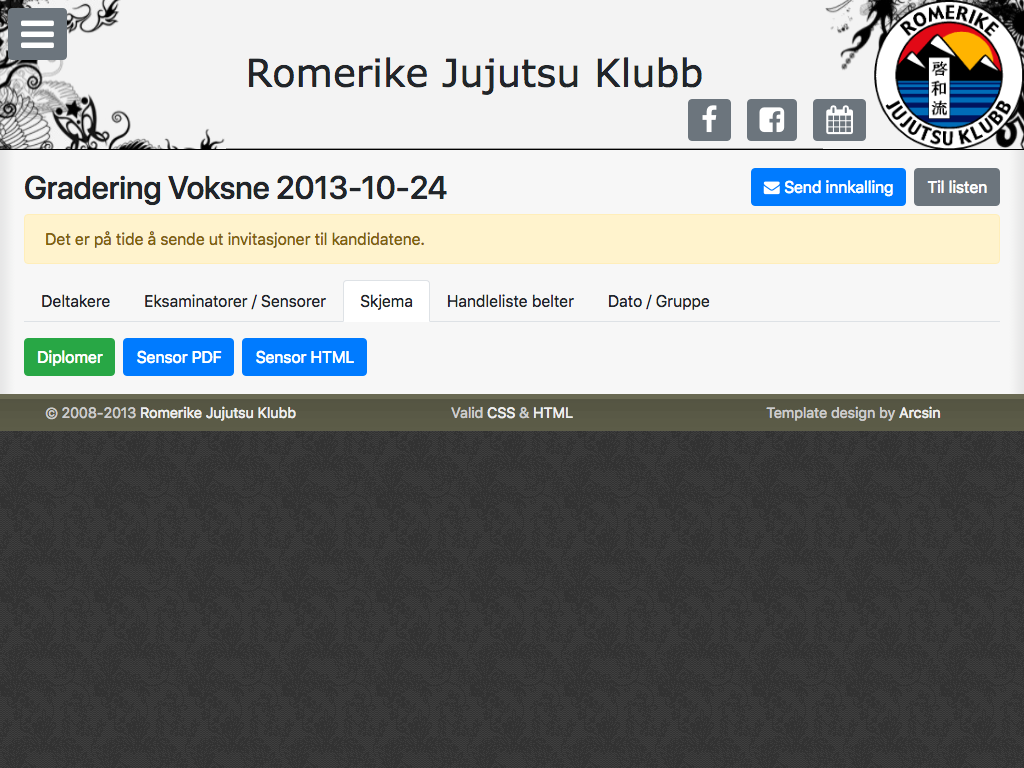 Romerike Jujutsu Klubb
ROMERIKE
啓和流
JUJUTSU KLUBB
Gradering Voksne 2013-10-24
Send innkalling
Til listen
Det er på tide å sende ut invitasjoner til kandidatene.
Deltakere
Eksaminatorer / Sensorer
Skjema
Handleliste belter
Dato / Gruppe
Diplomer
Sensor PDF
Sensor HTML
© 2008-2013 Romerike Jujutsu Klubb
Valid CSS & HTML
Template design by Arcsin